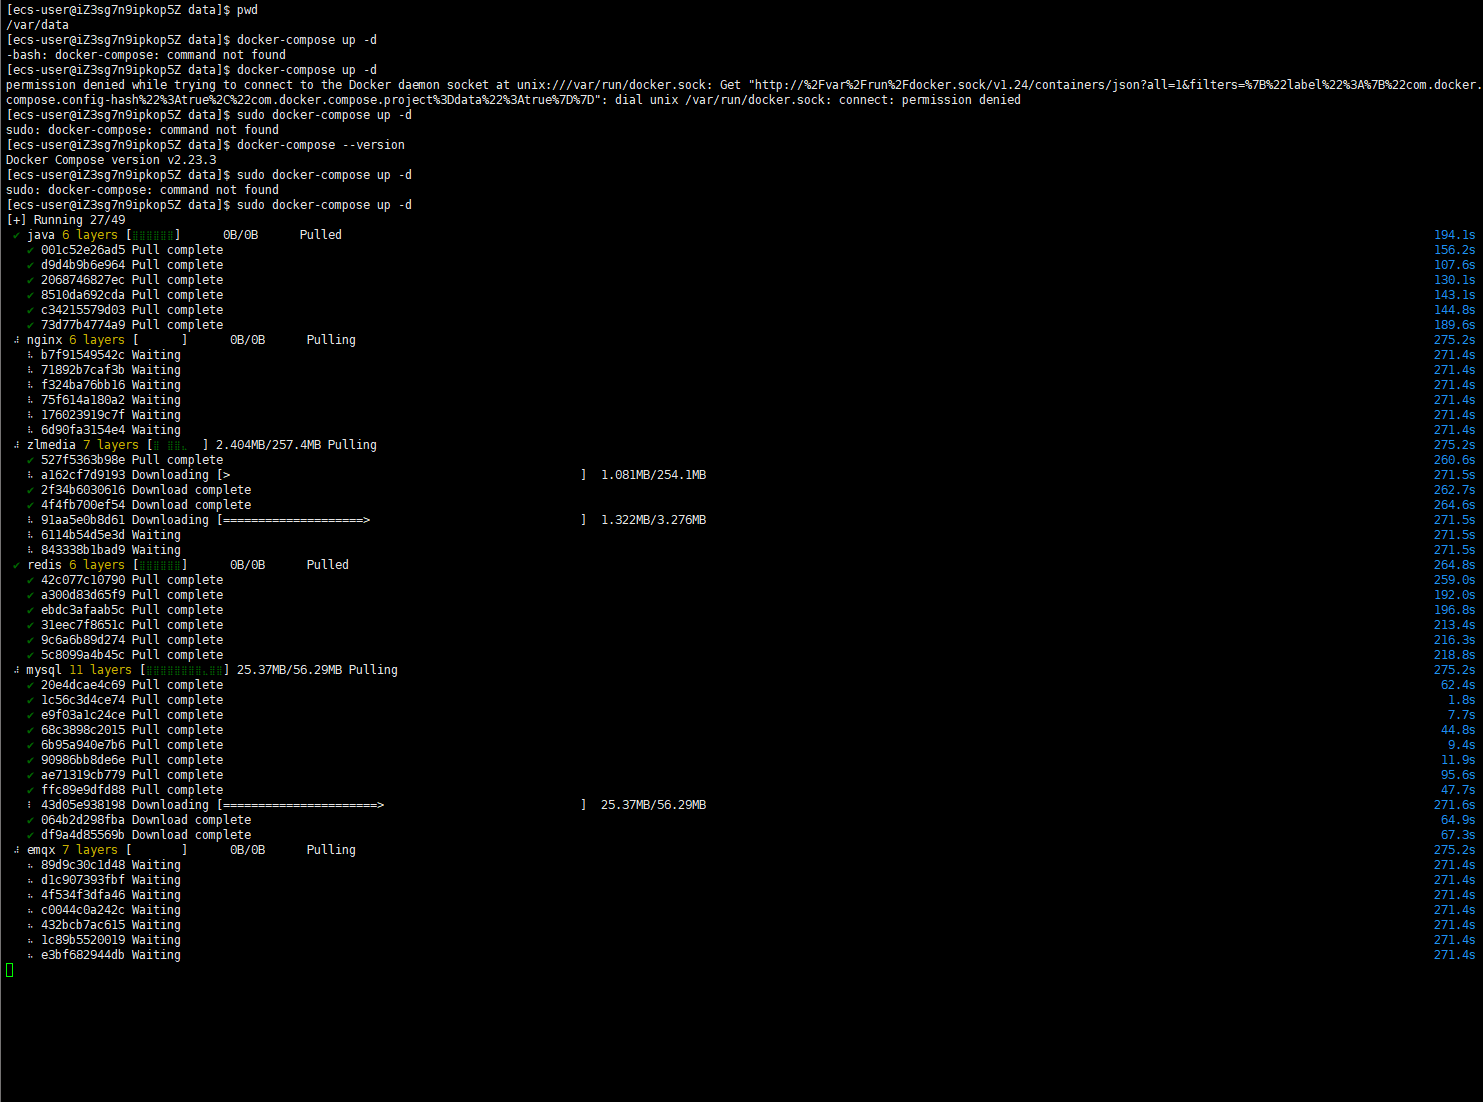 [ecs-user@iZ3sg7n9ipkop5Z data]$ pwd
/var/data
[ecs-user@iZ3sg7n9ipkop5Z data]$ docker-compose up -d
-bash: docker-compose: command not found
[ecs-user@iZ3sg7n9ipkop5Z data]$ docker-compose up -d
permission denied while trying to connect to the Docker daemon socket at unix:///var/run/docker.sock: Get "http://%2Fvar%2Frun%2Fdocker.sock/v1.24/containers/json?all=1&filters=%7B%22label%22%3A%7B%22com.docker.
compose.config-hash%22%3Atrue%2C%22com.docker.compose.project%3Ddata%22%3Atrue%7D%7D": dial unix /var/run/docker.sock: connect: permission denied
[ecs-user@iZ3sg7n9ipkop5Z data]$ sudo docker-compose up -d
sudo: docker-compose: command not found
[ecs-user@iZ3sg7n9ipkop5Z data]$ docker-compose --version
Docker Compose version v2.23.3
[ecs-user@iZ3sg7n9ipkop5Z data]$ sudo docker-compose up -d
sudo: docker-compose: command not found
[ecs-user@iZ3sg7n9ipkop5Z data]$ sudo docker-compose up -d
[+] Running 27/49
✔ java 6 layers [⣿⣿⣿⣿⣿⣿] 0B/0B Pulled 194.1s
✔ 001c52e26ad5 Pull complete 156.2s
✔ d9d4b9b6e964 Pull complete 107.6s
✔ 2068746827ec Pull complete 130.1s
✔ 8510da692cda Pull complete 143.1s
✔ c34215579d03 Pull complete 144.8s
✔ 73d77b4774a9 Pull complete 189.6s
nginx 6 layers [ ] 0B/0B Pulling 275.2s
b7f91549542c Waiting 271.4s
71892b7caf3b Waiting 271.4s
f324ba76bb16 Waiting 271.4s
75f614a180a2 Waiting 271.4s
176023919c7f Waiting 271.4s
6d90fa3154e4 Waiting 271.4s
zlmedia 7 layers [⣿ ⣿⣿⣄ ] 2.404MB/257.4MB Pulling 275.2s
✔ 527f5363b98e Pull complete 260.6s
a162cf7d9193 Downloading [> ] 1.081MB/254.1MB 271.5s
✔ 2f34b6030616 Download complete 262.7s
✔ 4f4fb700ef54 Download complete 264.6s
91aa5e0b8d61 Downloading [====================> ] 1.322MB/3.276MB 271.5s
6114b54d5e3d Waiting 271.5s
843338b1bad9 Waiting 271.5s
✔ redis 6 layers [⣿⣿⣿⣿⣿⣿] 0B/0B Pulled 264.8s
✔ 42c077c10790 Pull complete 259.0s
✔ a300d83d65f9 Pull complete 192.0s
✔ ebdc3afaab5c Pull complete 196.8s
✔ 31eec7f8651c Pull complete 213.4s
✔ 9c6a6b89d274 Pull complete 216.3s
✔ 5c8099a4b45c Pull complete 218.8s
mysql 11 layers [⣿⣿⣿⣿⣿⣿⣿⣿⣄⣿⣿] 25.37MB/56.29MB Pulling 275.2s
✔ 20e4dcae4c69 Pull complete 62.4s
✔ 1c56c3d4ce74 Pull complete 1.8s
✔ e9f03a1c24ce Pull complete 7.7s
✔ 68c3898c2015 Pull complete 44.8s
✔ 6b95a940e7b6 Pull complete 9.4s
✔ 90986bb8de6e Pull complete 11.9s
✔ ae71319cb779 Pull complete 95.6s
✔ ffc89e9dfd88 Pull complete 47.7s
43d05e938198 Downloading [======================> ] 25.37MB/56.29MB 271.6s
✔ 064b2d298fba Download complete 64.9s
✔ df9a4d85569b Download complete 67.3s
emqx 7 layers [ ] 0B/0B Pulling 275.2s
89d9c30c1d48 Waiting 271.4s
d1c907393fbf Waiting 271.4s
4f534f3dfa46 Waiting 271.4s
c0044c0a242c Waiting 271.4s
432bcb7ac615 Waiting 271.4s
1c89b5520019 Waiting 271.4s
e3bf682944db Waiting 271.4s